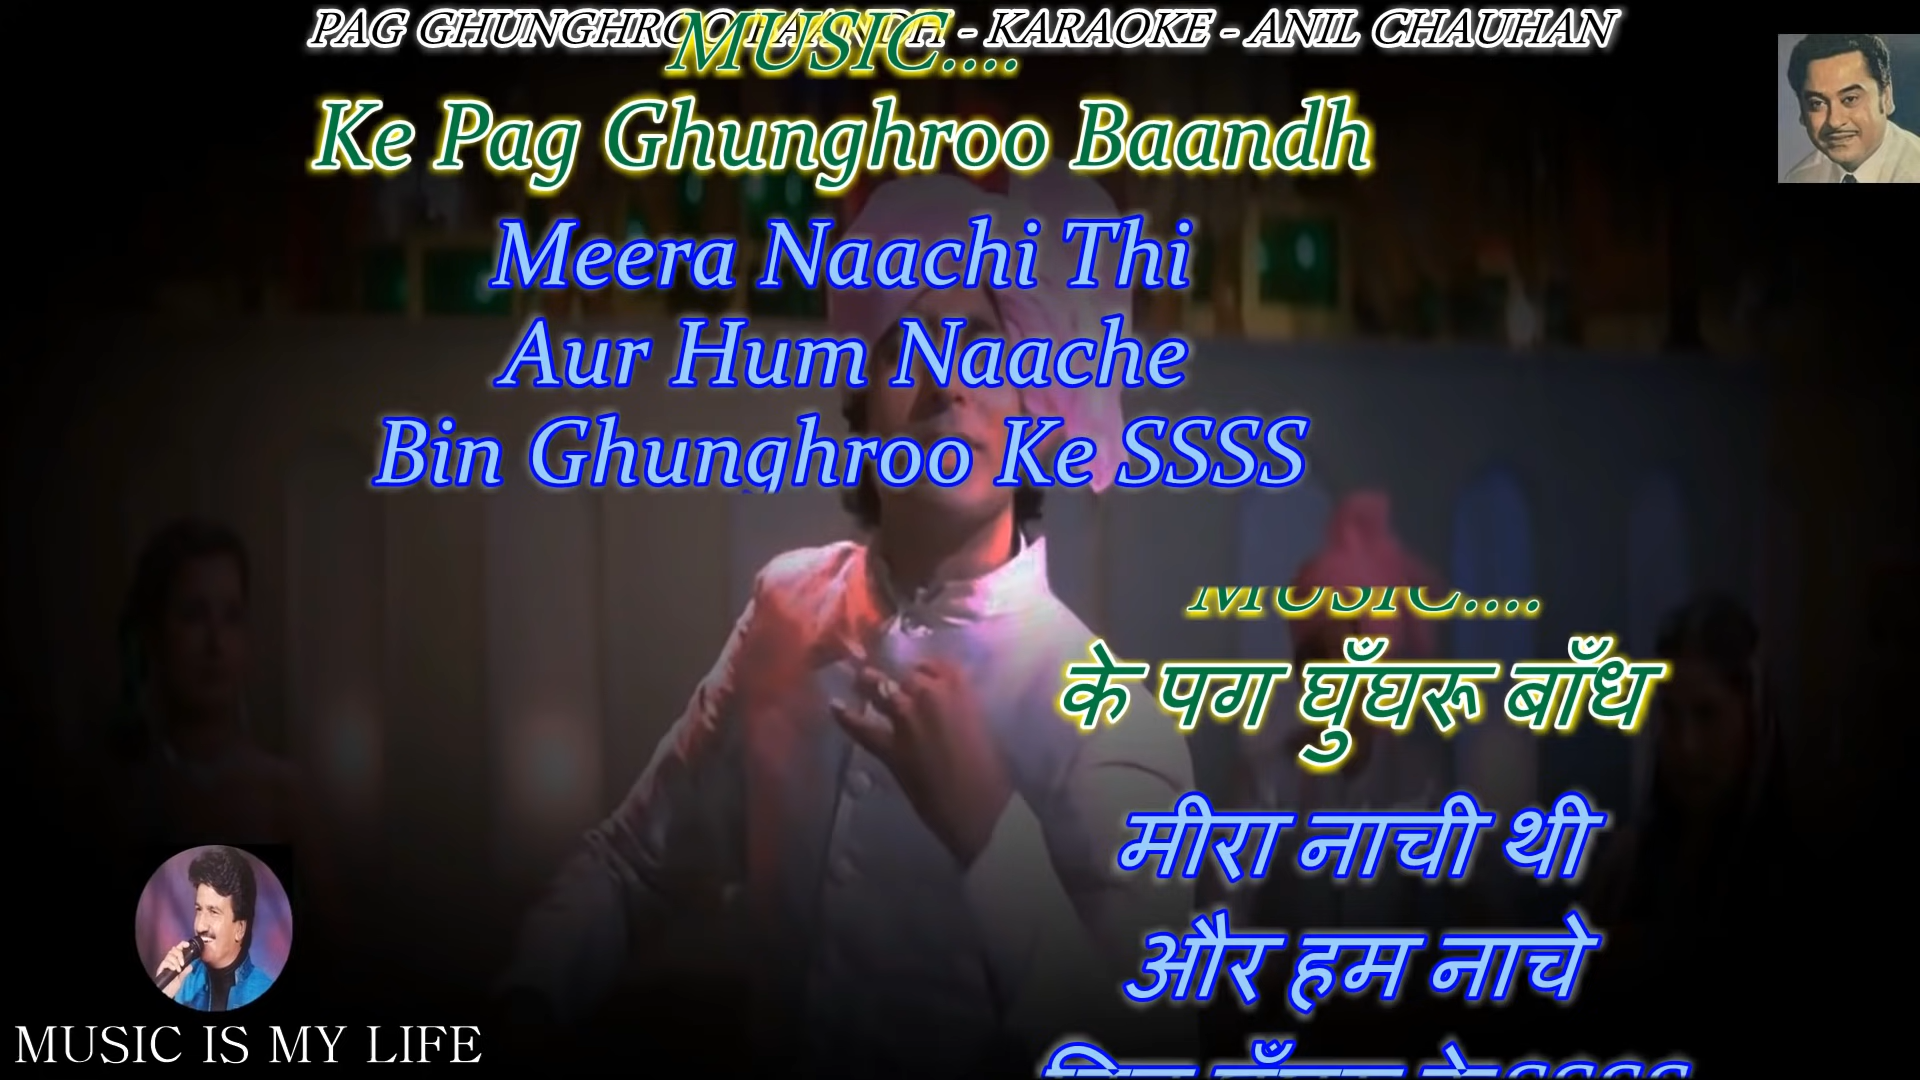 PAG GHUNGHROO BAANDH - KARAOKE - ANIL CHAUHAN
MUSIC....
Ke Pag Ghunghroo Baandh
Meera Naachi Thi
Aur Hum Naache
Bin Ghunghroo Ke SSSS
MUSIC....
के पग घुँघरू बाँध
मीरा नाची थी
और हम नाचे
MUSIC IS MY LIFE